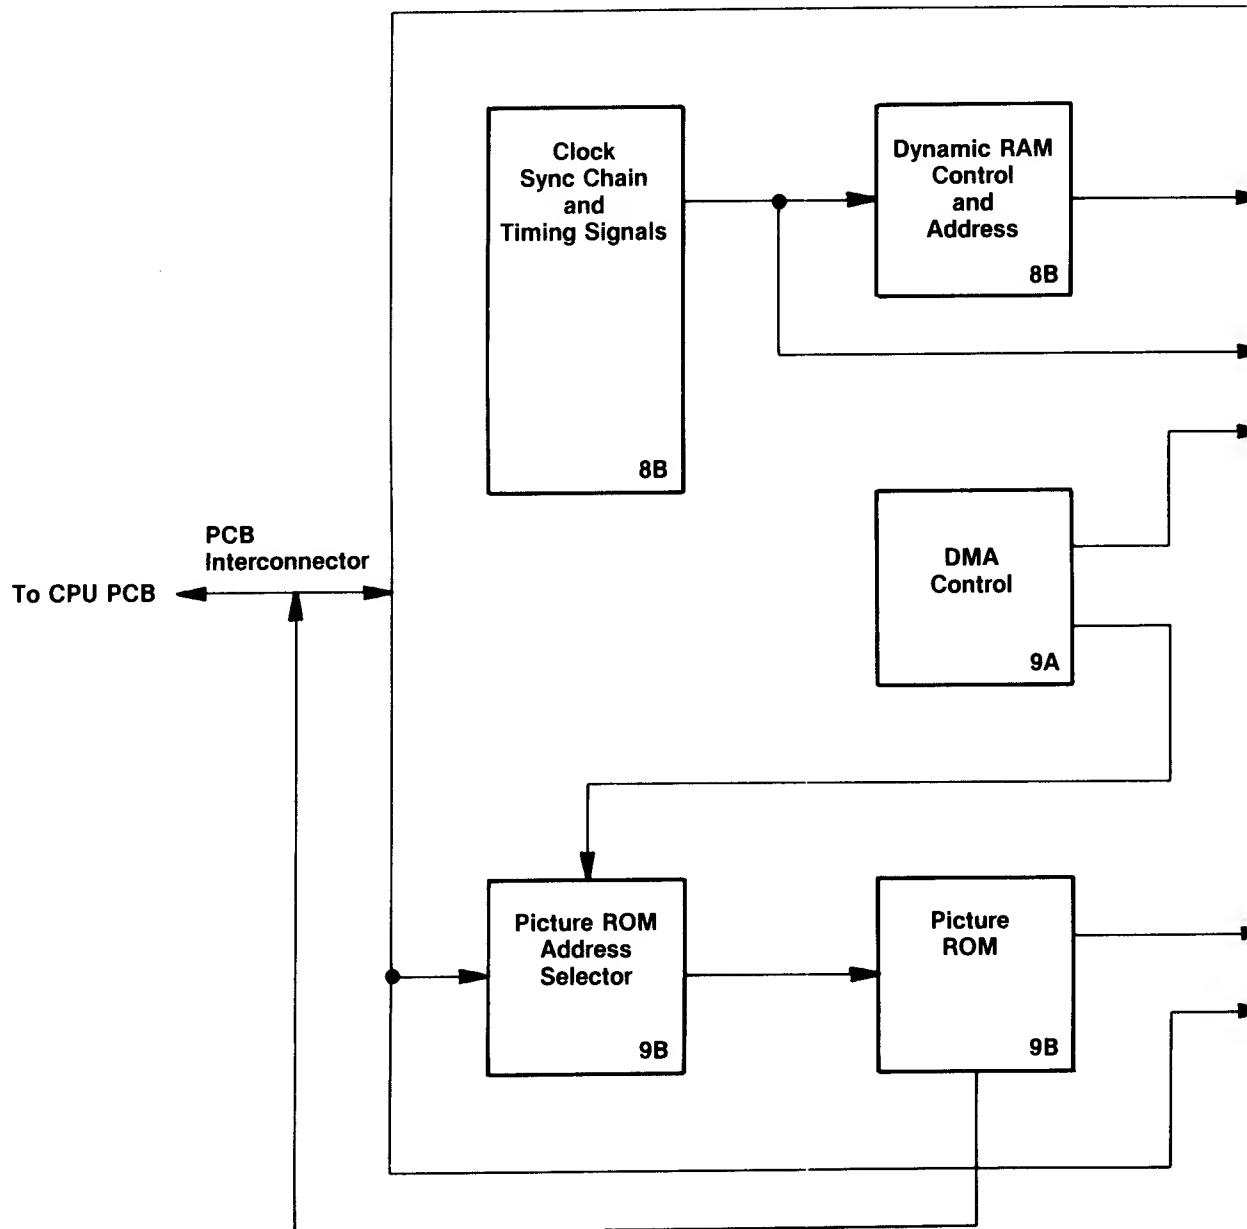 Clock
Sync Chain
and
Timing Signals
8B
Dynamic RAM
Control
and
Address
8B
PCB
Interconnector
To CPU PCB
DMA
Control
9A
Picture ROM
Address
Selector
9B
Picture
ROM
9B